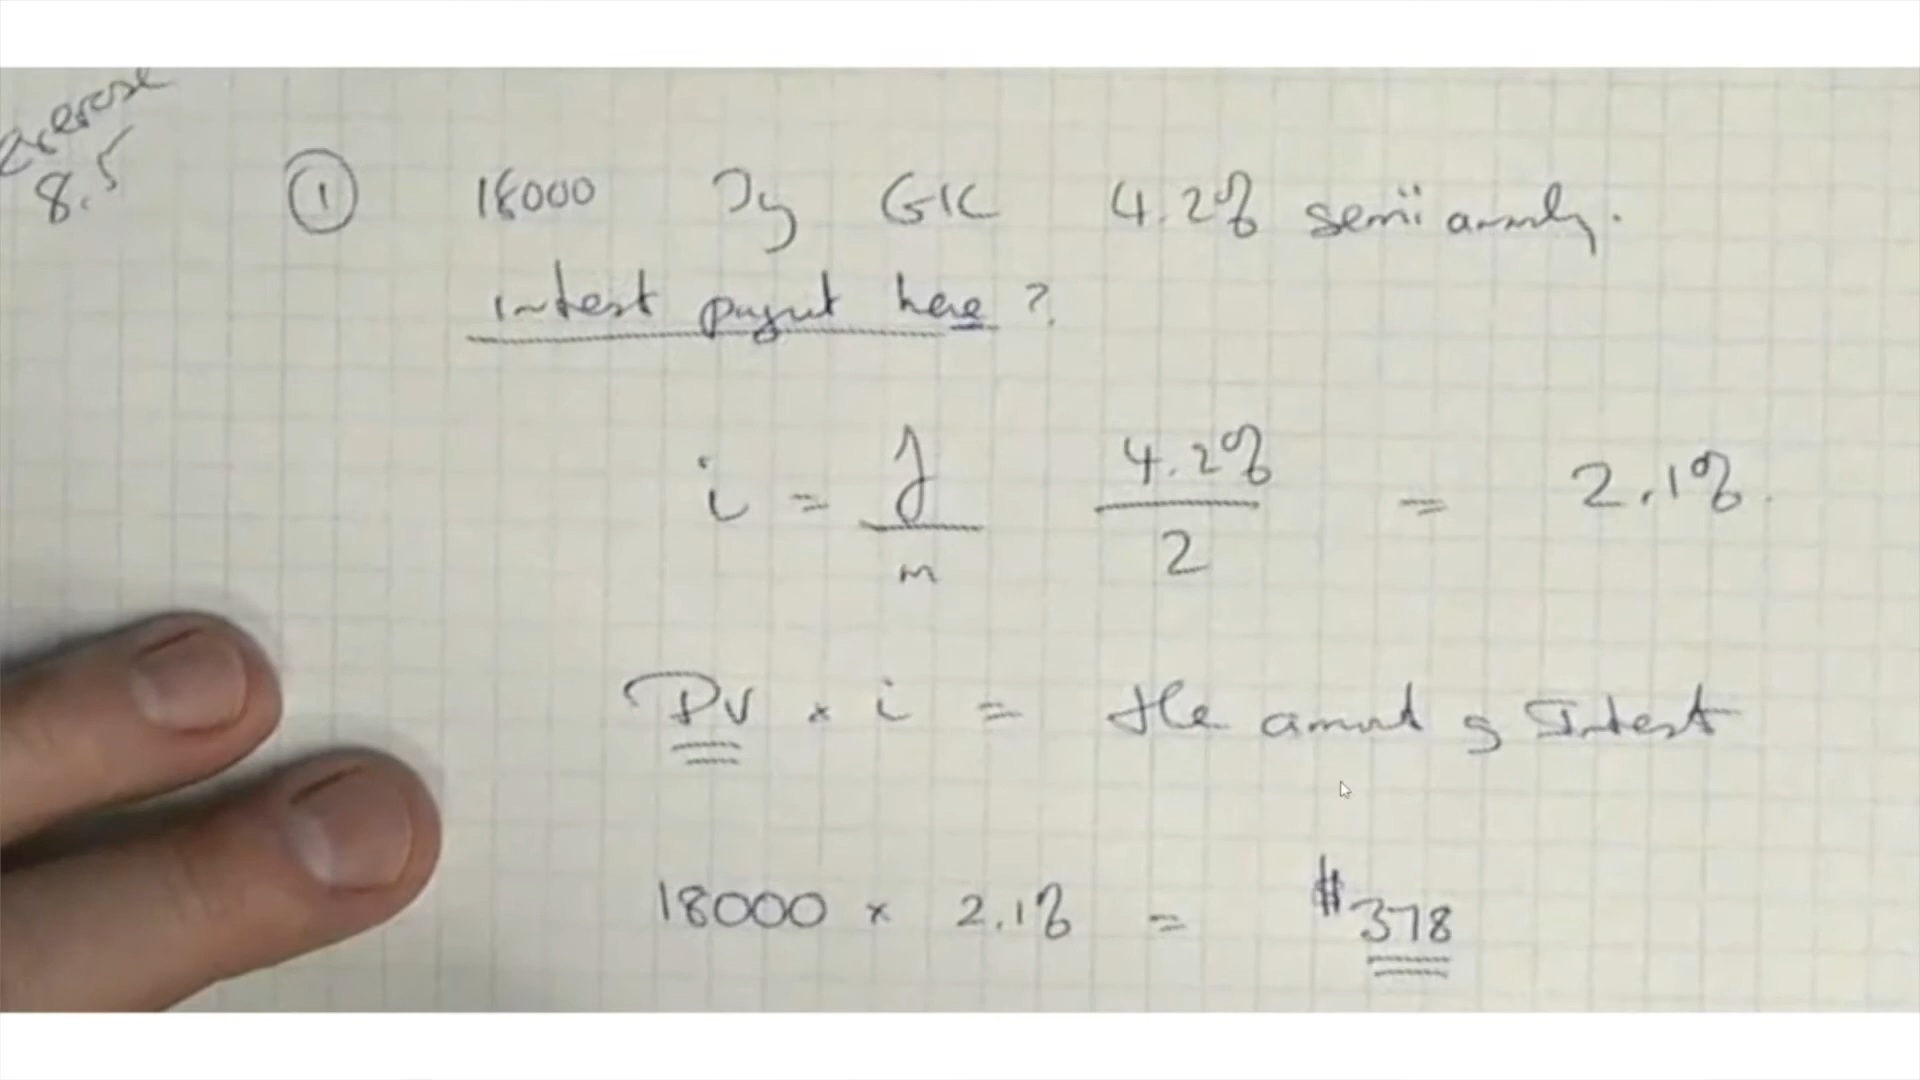 Exercise
8.5
① 18000 5y GIC 4.2% semi annually.
interest payment here ?
i = j/m 4.2%/2 = 2.1%.
PV × i = the amount of Interest
18000 × 2.1% = $378